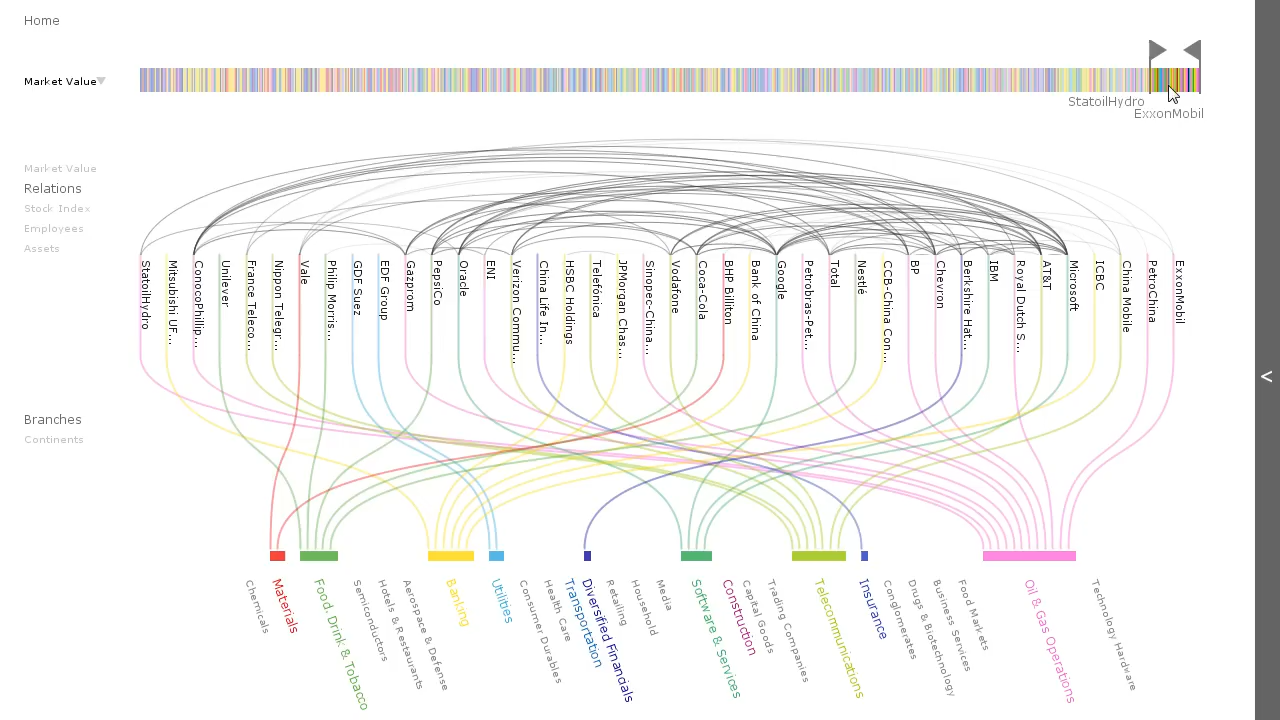 Home
Market Value
StatoilHydro
ExxonMobil
Market Value
Relations
Stock Index
Employees
Assets
StatoilHydro
Mitsubishi UF...
ConocoPhillip...
Unilever
France Teleco...
Nippon Telegr...
Vale
Philip Morris...
GDF Suez
EDF Group
Gazprom
PepsiCo
Oracle
ENI
Verizon Commu...
China Life In...
HSBC Holdings
Telefónica
JPMorgan Chas...
Sinopec-China...
Vodafone
Coca-Cola
BHP Billiton
Bank of China
Google
Petrobras-Pet...
Total
Nestlé
CCB-China Con...
BP
Chevron
Berkshire Hat...
IBM
Royal Dutch S...
AT&T
Microsoft
ICBC
China Mobile
PetroChina
ExxonMobil
<
Branches
Continents
Chemicals
Materials
Food, Drink & Tobacco
Semiconductors
Hotels & Restaurants
Aerospace & Defense
Banking
Utilities
Consumer Durables
Health Care
Transportation
Diversified Financials
Retailing
Household
Media
Software & Services
Construction
Capital Goods
Trading Companies
Telecommunications
Insurance
Conglomerates
Drugs & Biotechnology
Business Services
Food Markets
Oil & Gas Operations
Technology Hardware